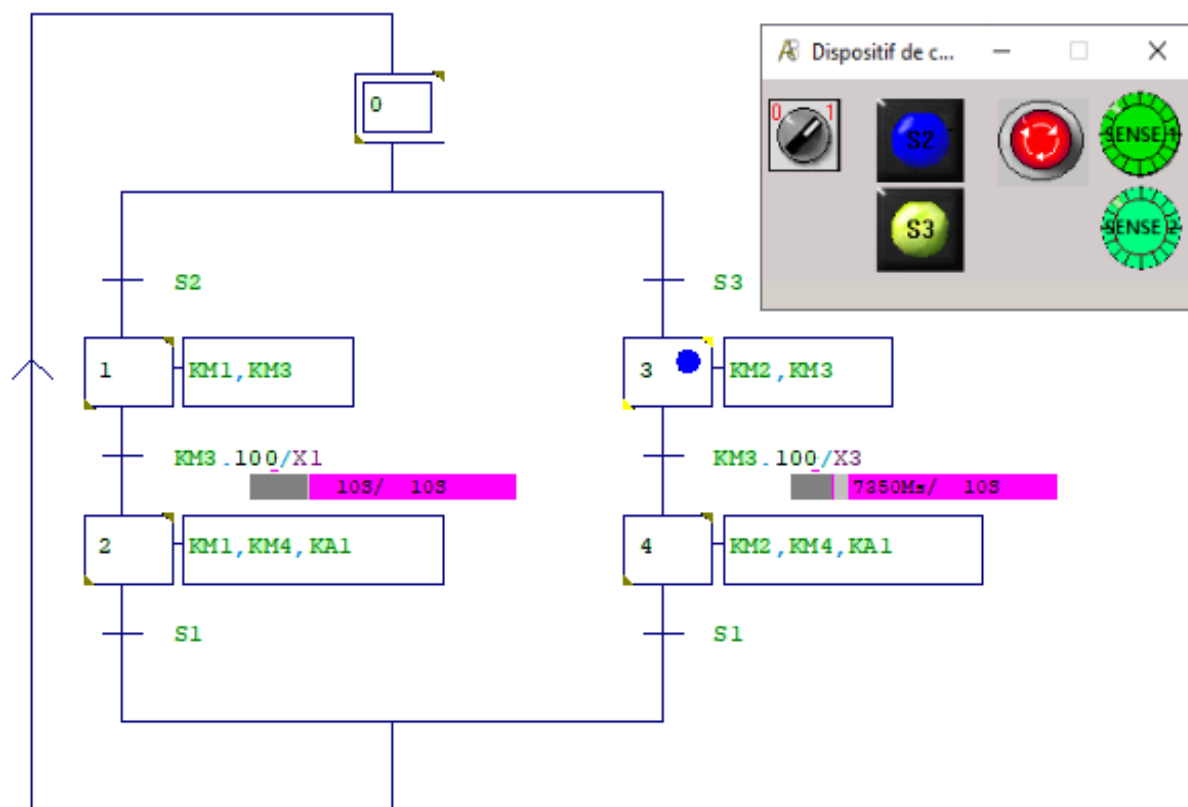 Dispositif de c...
0 1
S2
SENSE 1
S3
SENSE 2
0
S2
S3
1
KM1,KM3
3
KM2,KM3
KM3.100/X1
KM3.100/X3
10S/ 10S
7350Ms/ 10S
2
KM1,KM4,KA1
4
KM2,KM4,KA1
S1
S1